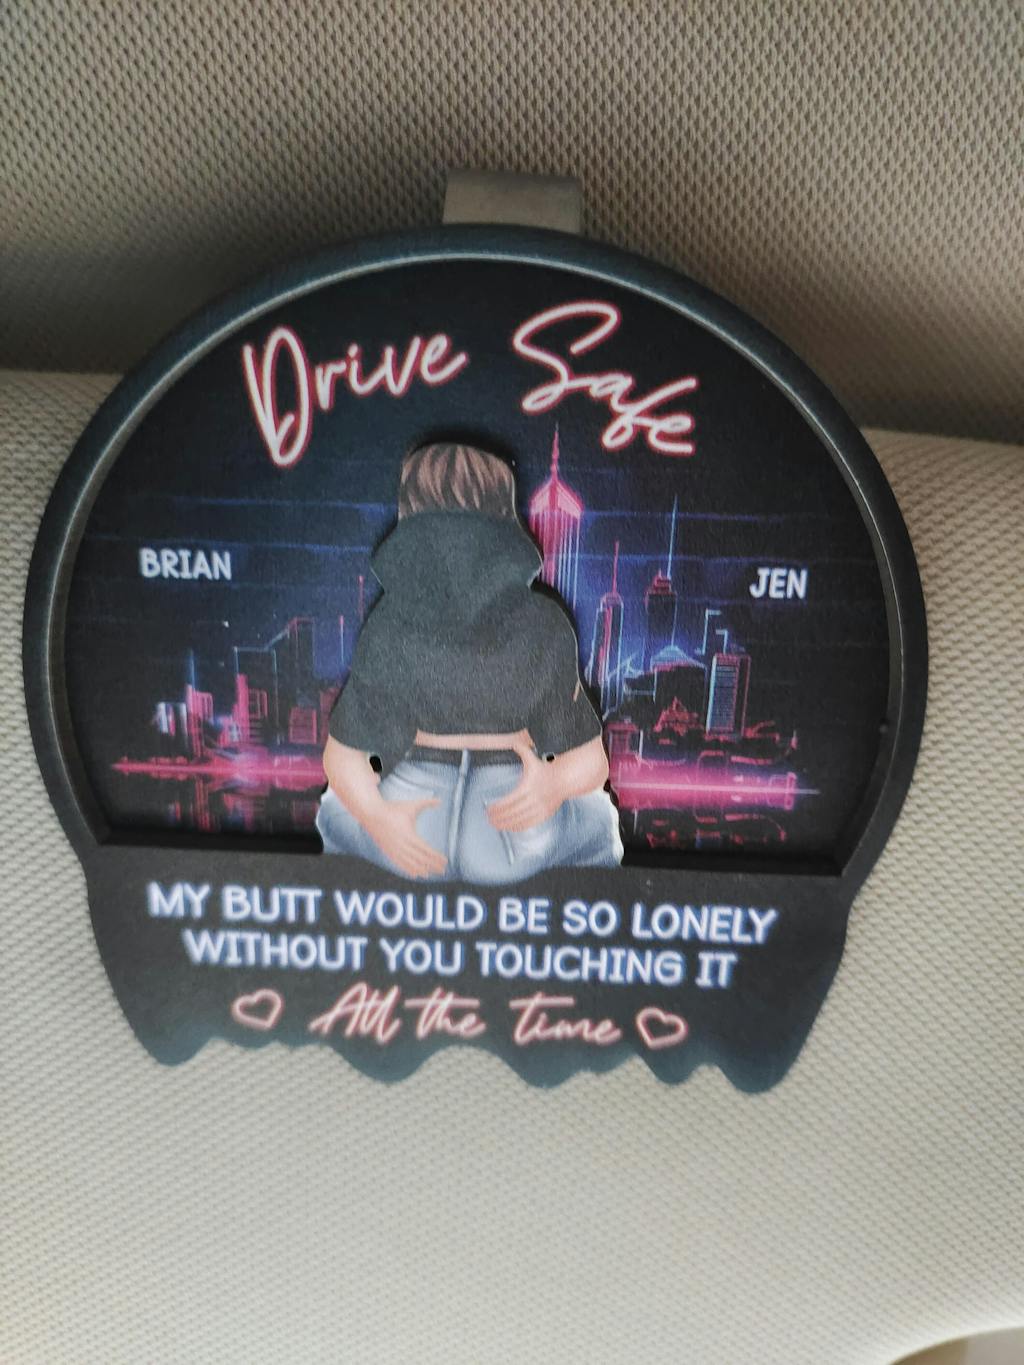 Drive Safe
BRIAN
JEN
MY BUTT WOULD BE SO LONELY
WITHOUT YOU TOUCHING IT
All the time